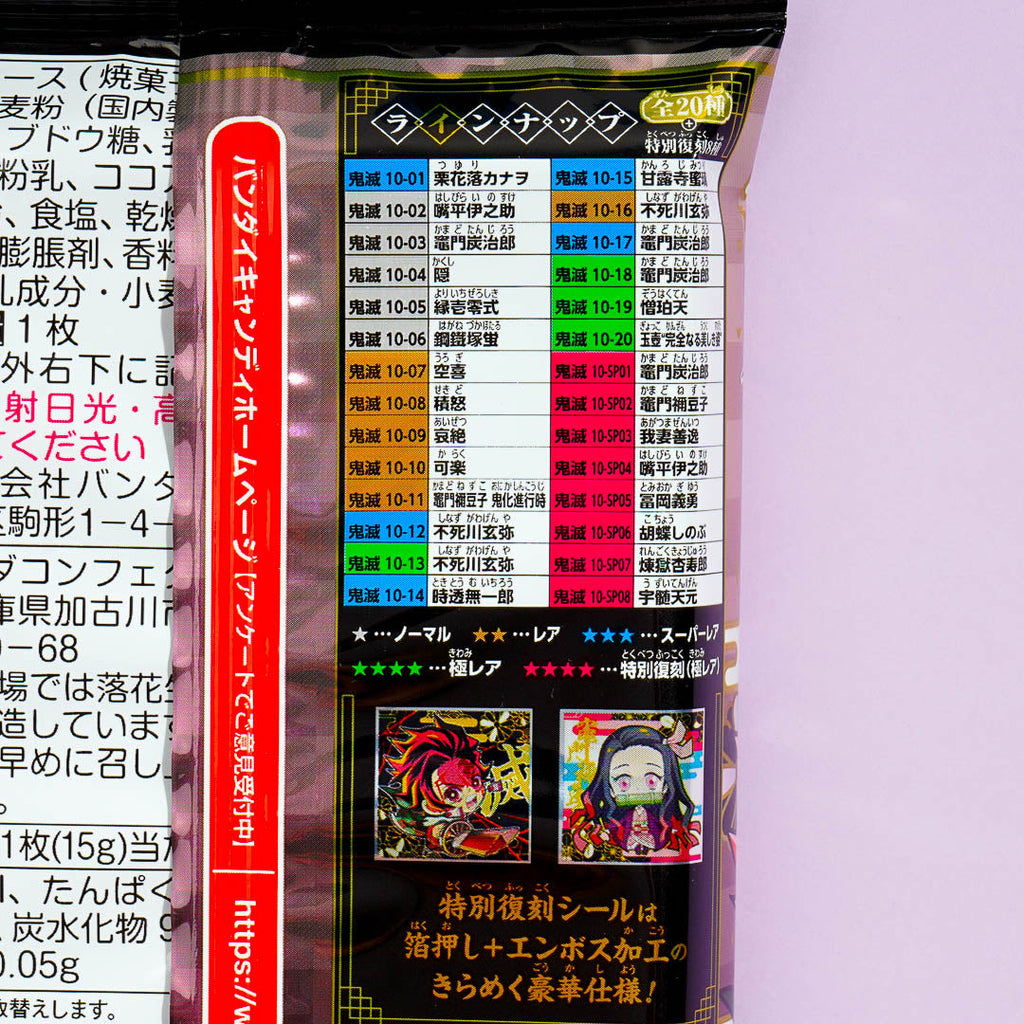 ース(焼菓子
麦粉(国内製
ブドウ糖、乳
粉乳、ココア
、食塩、乾燥
膨脹剤、香料
乳成分・小麦
1枚
外右下に記
射日光・高
てください
会社バンダ
区駒形1-4-
ダコンフェイ
庫県加古川市
-68
場では落花生
造しています
早めに召し上
。
1枚(15g)当た
、たんぱく
炭水化物 9
0.05g
取替えします。
バンダイキャンディホームページ [アンケートでご意見受付中]
https://w
ラインナップ
全20種
+
特別復刻8種
鬼滅 10-01 栗花落カナヲ
鬼滅 10-02 嘴平伊之助
鬼滅 10-03 竈門炭治郎
鬼滅 10-04 隠
鬼滅 10-05 縁壱零式
鬼滅 10-06 鋼鐵塚蛍
鬼滅 10-07 空喜
鬼滅 10-08 積怒
鬼滅 10-09 哀絶
鬼滅 10-10 可楽
鬼滅 10-11 竈門禰豆子 鬼化進行時
鬼滅 10-12 不死川玄弥
鬼滅 10-13 不死川玄弥
鬼滅 10-14 時透無一郎
鬼滅 10-15 甘露寺蜜璃
鬼滅 10-16 不死川玄弥
鬼滅 10-17 竈門炭治郎
鬼滅 10-18 竈門炭治郎
鬼滅 10-19 憎珀天
鬼滅 10-20 玉壺"完全なる美しき姿"
鬼滅 10-SP01 竈門炭治郎
鬼滅 10-SP02 竈門禰豆子
鬼滅 10-SP03 我妻善逸
鬼滅 10-SP04 嘴平伊之助
鬼滅 10-SP05 冨岡義勇
鬼滅 10-SP06 胡蝶しのぶ
鬼滅 10-SP07 煉獄杏寿郎
鬼滅 10-SP08 宇髄天元
★…ノーマル ★★…レア ★★★…スーパーレア
★★★★…極レア ★★★★…特別復刻(極レア)
滅
特別復刻シールは
箔押し+エンボス加工の
きらめく豪華仕様!